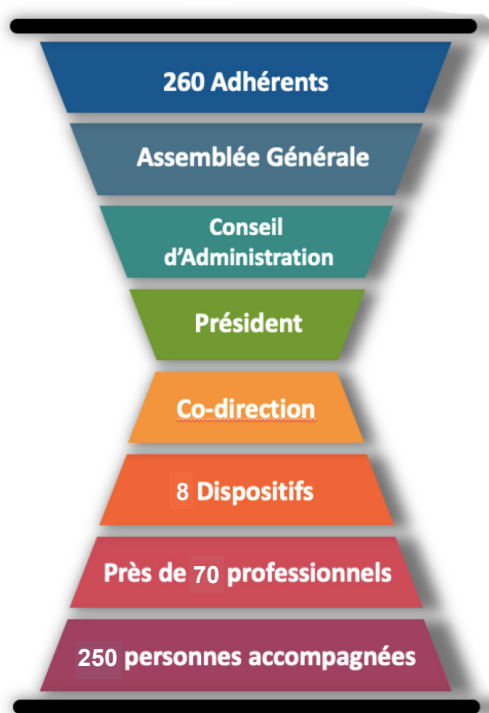 260 Adhérents
Assemblée Générale
Conseil
d'Administration
Président
Co-direction
8 Dispositifs
Près de 70 professionnels
250 personnes accompagnées